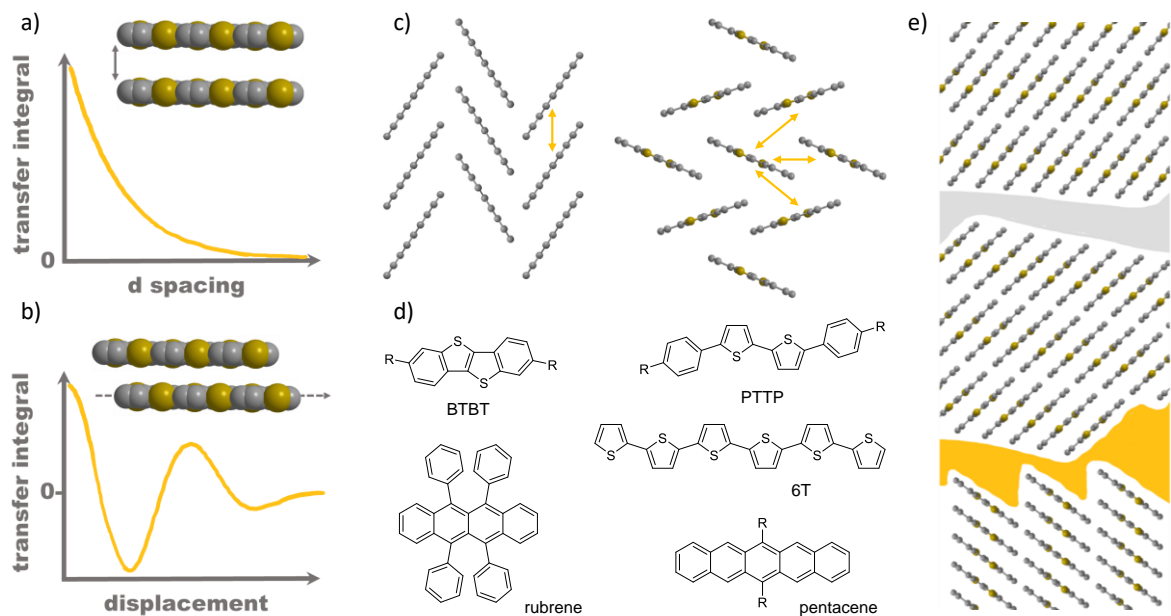 a)
transfer integral
0
d spacing
b)
transfer integral
0
displacement
c)
d)
R
S
S
R
BTBT
R
S
S
R
PTTP
S
S
S
S
S
S
6T
rubrene
R
R
pentacene
e)